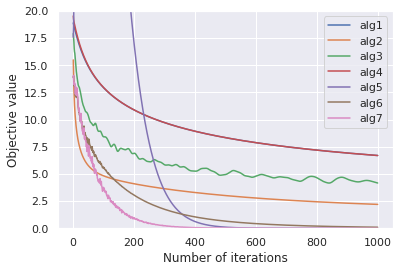 20.0
17.5
15.0
12.5
10.0
7.5
5.0
2.5
0.0
Objective value
alg1
alg2
alg3
alg4
alg5
alg6
alg7
0 200 400 600 800 1000
Number of iterations